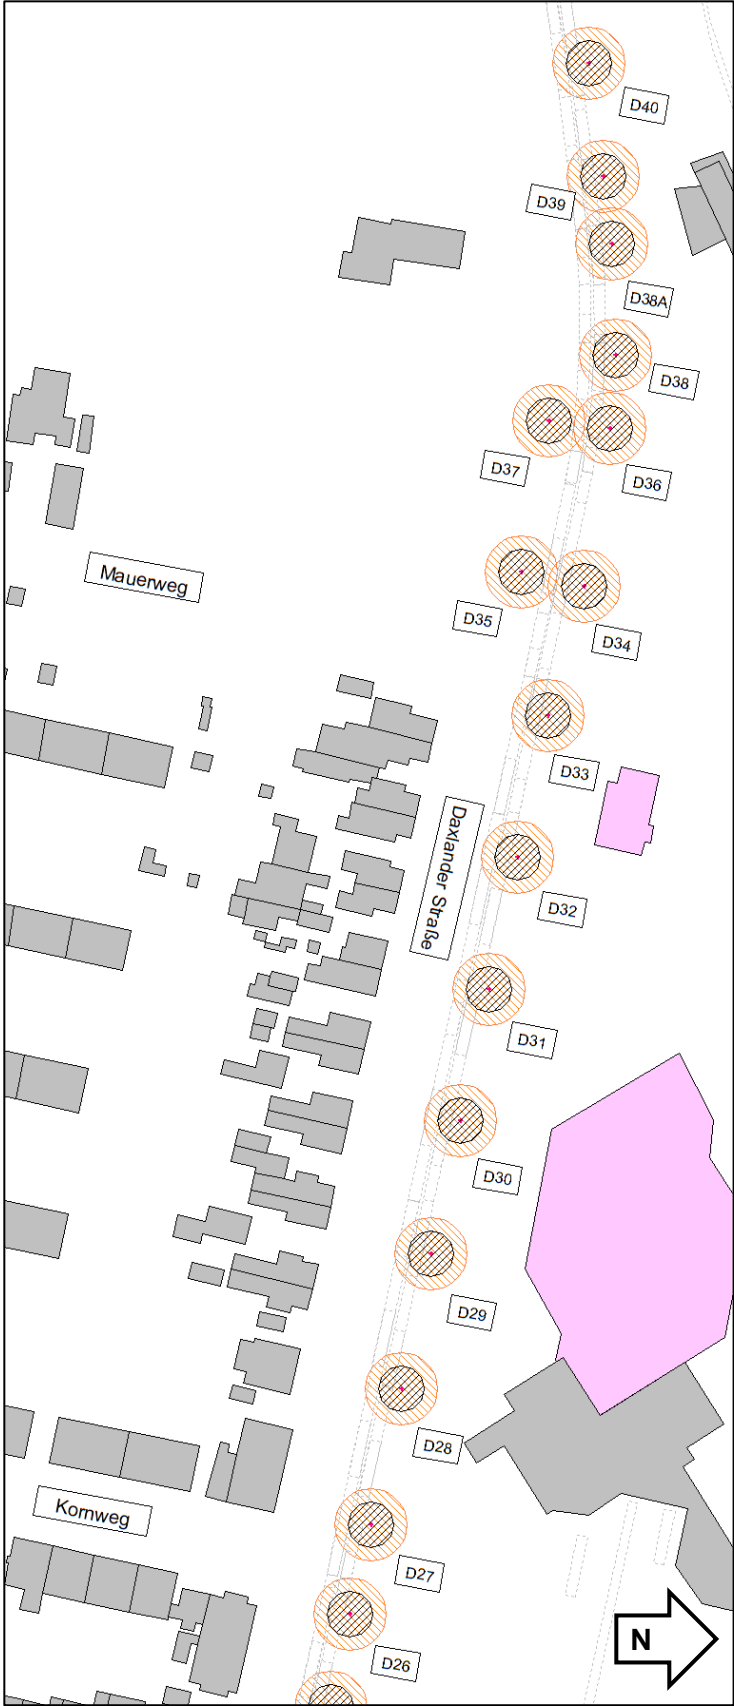 D40
D39
D38A
D38
D37
D36
Mauerweg
D35
D34
D33
Daxlander Straße
D32
D31
D30
D29
D28
Kornweg
D27
N
D26